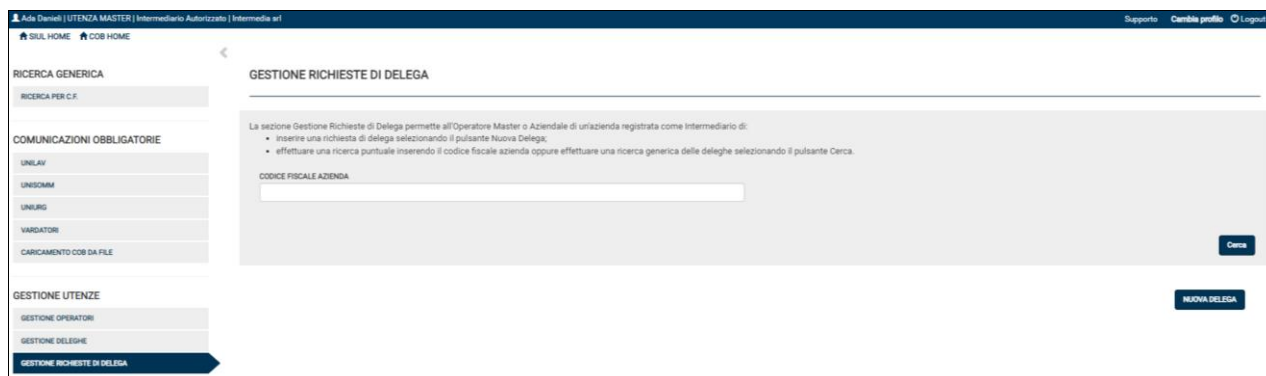 Ada Danieli | UTENZA MASTER | Intermediario Autorizzato | Intermedia srl
Supporto Cambia profilo Logout
SIUL HOME COB HOME
RICERCA GENERICA
RICERCA PER C.F.
COMUNICAZIONI OBBLIGATORIE
UNILAV
UNISOMM
UNIURG
VARDATORI
CARICAMENTO COB DA FILE
GESTIONE UTENZE
GESTIONE OPERATORI
GESTIONE DELEGHE
GESTIONE RICHIESTE DI DELEGA
GESTIONE RICHIESTE DI DELEGA
La sezione Gestione Richieste di Delega permette all'Operatore Master o Aziendale di un'azienda registrata come Intermediario di:
• inserire una richiesta di delega selezionando il pulsante Nuova Delega;
• effettuare una ricerca puntuale inserendo il codice fiscale azienda oppure effettuare una ricerca generica delle deleghe selezionando il pulsante Cerca.
CODICE FISCALE AZIENDA
Cerca
NUOVA DELEGA